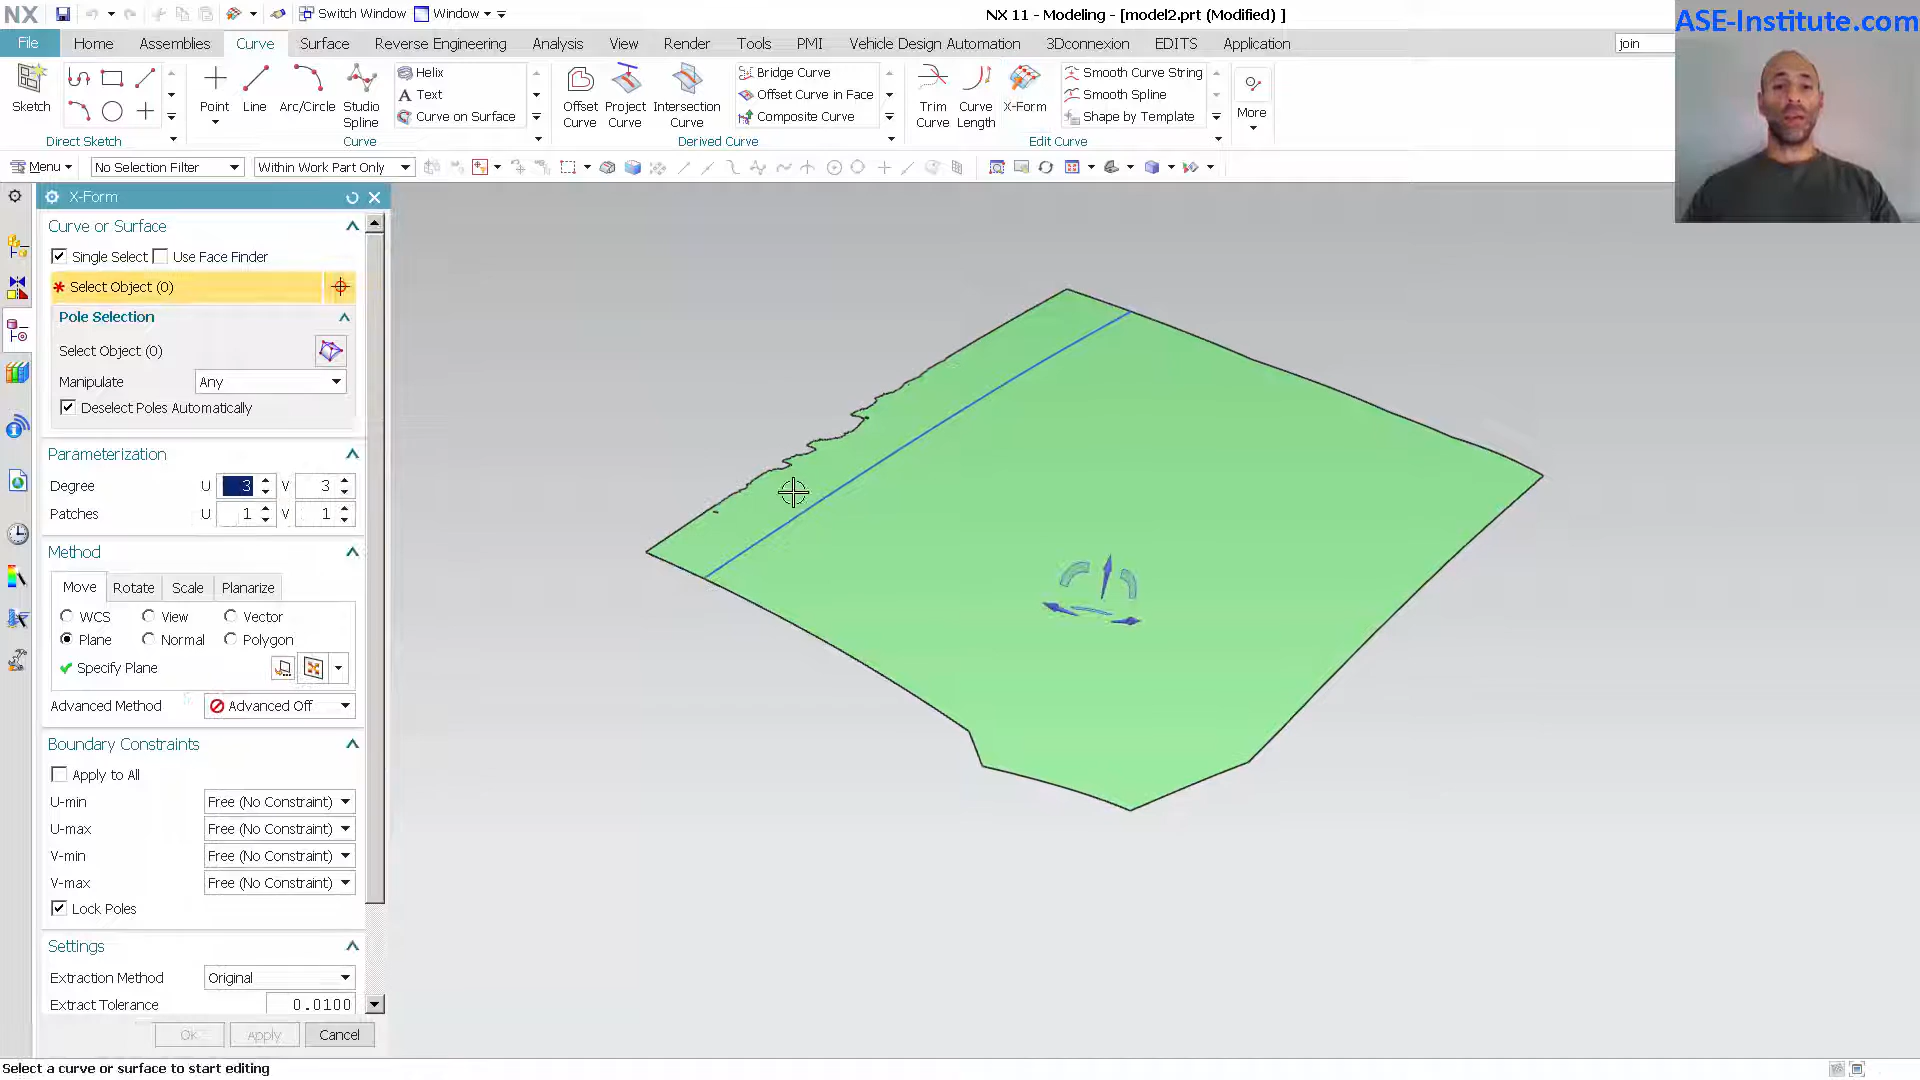 NX
Switch Window
Window
NX 11 - Modeling - [model2.prt (Modified) ]
ASE-Institute.com
File
Home
Assemblies
Curve
Surface
Reverse Engineering
Analysis
View
Render
Tools
PMI
Vehicle Design Automation
3Dconnexion
EDITS
Application
join
Sketch
Direct Sketch
Point
Line
Arc/Circle
Studio
Spline
Helix
Text
Curve on Surface
Curve
Offset
Curve
Project
Curve
Intersection
Curve
Bridge Curve
Offset Curve in Face
Composite Curve
Derived Curve
Trim
Curve
Curve
Length
X-Form
Smooth Curve String
Smooth Spline
Shape by Template
Edit Curve
More
Menu
No Selection Filter
Within Work Part Only
X-Form
Curve or Surface
Single Select
Use Face Finder
* Select Object (0)
Pole Selection
Select Object (0)
Manipulate
Any
Deselect Poles Automatically
Parameterization
Degree U 3 V 3
Patches U 1 V 1
Method
Move Rotate Scale Planarize
WCS View Vector
Plane Normal Polygon
Specify Plane
Advanced Method Advanced Off
Boundary Constraints
Apply to All
U-min Free (No Constraint)
U-max Free (No Constraint)
V-min Free (No Constraint)
V-max Free (No Constraint)
Lock Poles
Settings
Extraction Method Original
Extract Tolerance 0.0100
OK Apply Cancel
Select a curve or surface to start editing